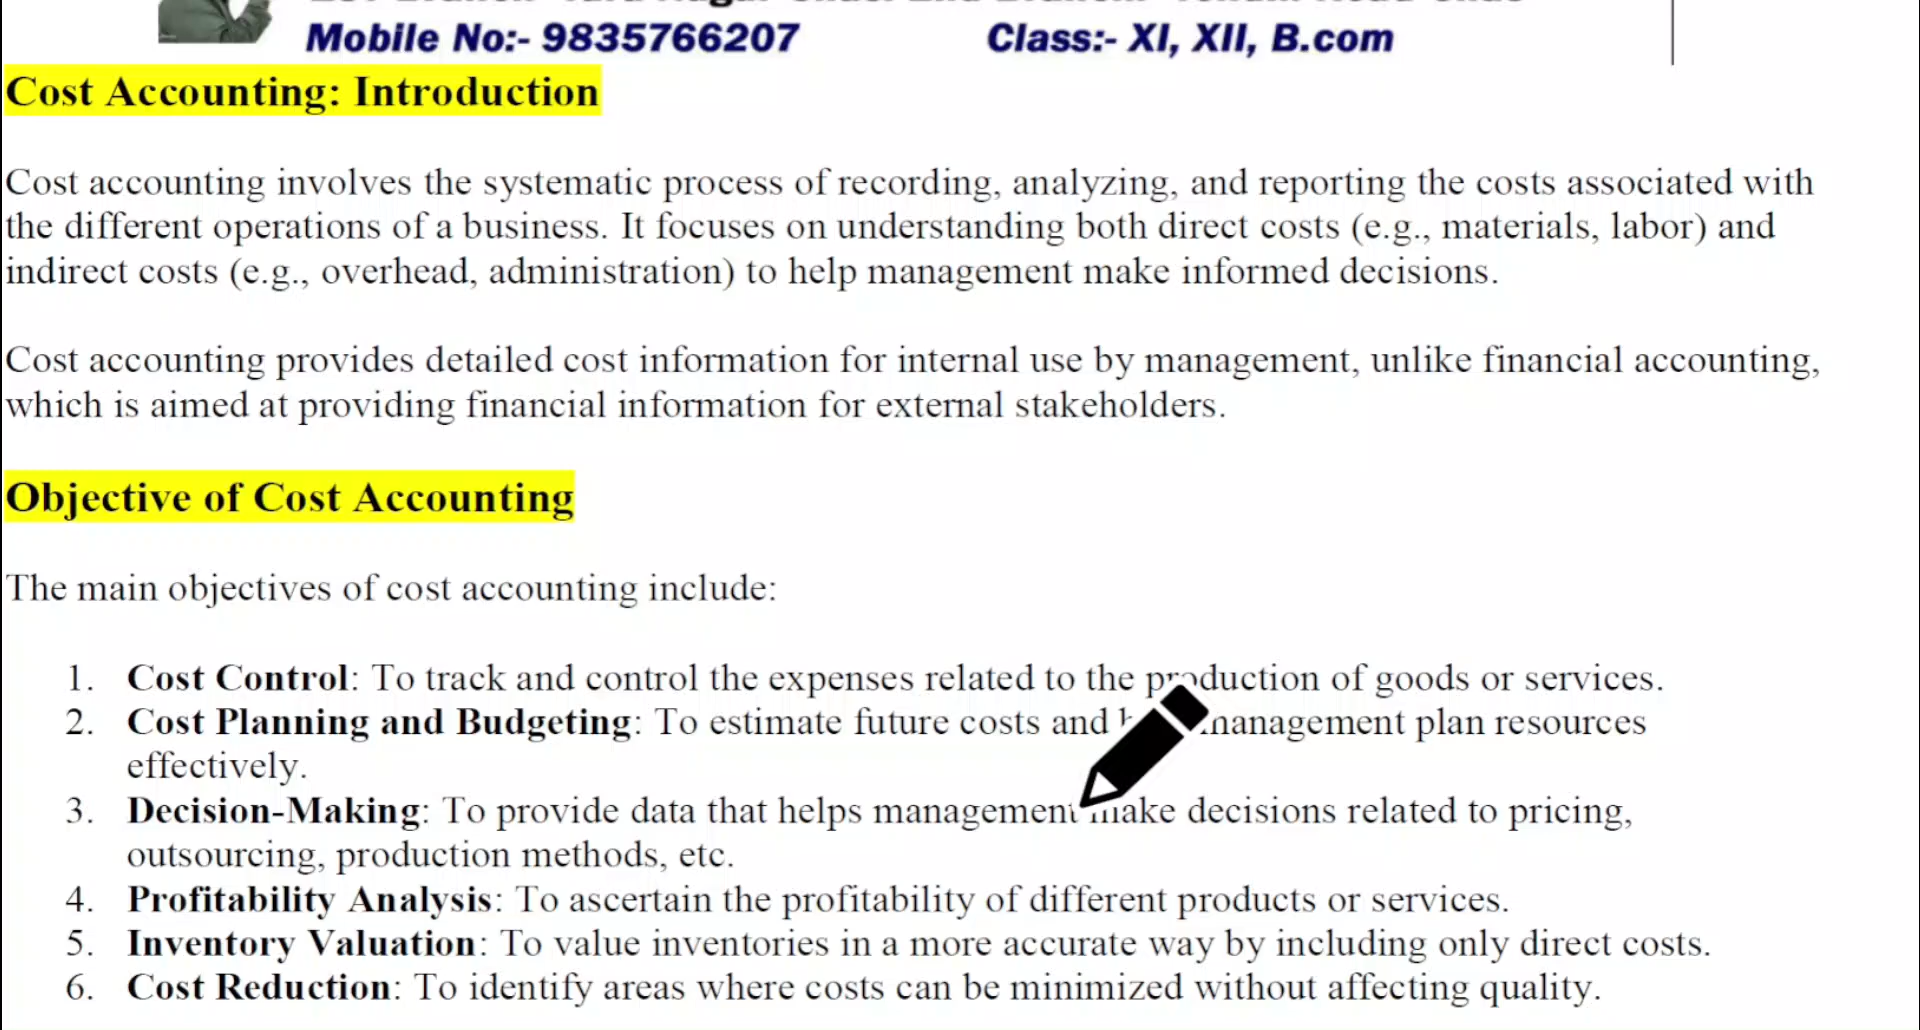 Mobile No:- 9835766207 Class:- XI, XII, B.com
Cost Accounting: Introduction
Cost accounting involves the systematic process of recording, analyzing, and reporting the costs associated with
the different operations of a business. It focuses on understanding both direct costs (e.g., materials, labor) and
indirect costs (e.g., overhead, administration) to help management make informed decisions.
Cost accounting provides detailed cost information for internal use by management, unlike financial accounting,
which is aimed at providing financial information for external stakeholders.
Objective of Cost Accounting
The main objectives of cost accounting include:
1. Cost Control: To track and control the expenses related to the production of goods or services.
2. Cost Planning and Budgeting: To estimate future costs and management plan resources
effectively.
3. Decision-Making: To provide data that helps management make decisions related to pricing,
outsourcing, production methods, etc.
4. Profitability Analysis: To ascertain the profitability of different products or services.
5. Inventory Valuation: To value inventories in a more accurate way by including only direct costs.
6. Cost Reduction: To identify areas where costs can be minimized without affecting quality.